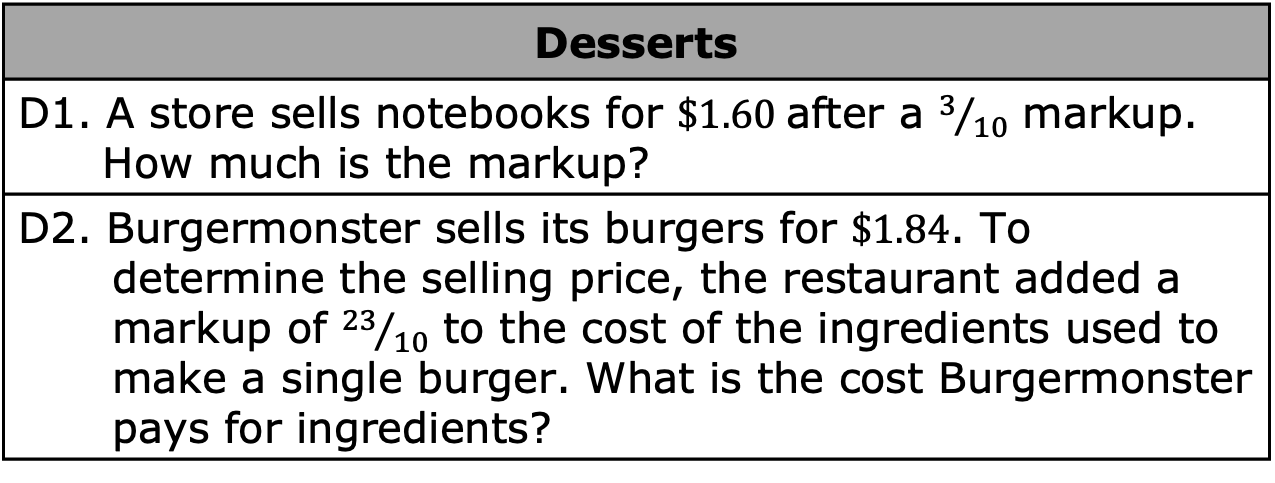 Desserts
D1. A store sells notebooks for $1.60 after a 3/10 markup.
How much is the markup?
D2. Burgermonster sells its burgers for $1.84. To
determine the selling price, the restaurant added a
markup of 23/10 to the cost of the ingredients used to
make a single burger. What is the cost Burgermonster
pays for ingredients?